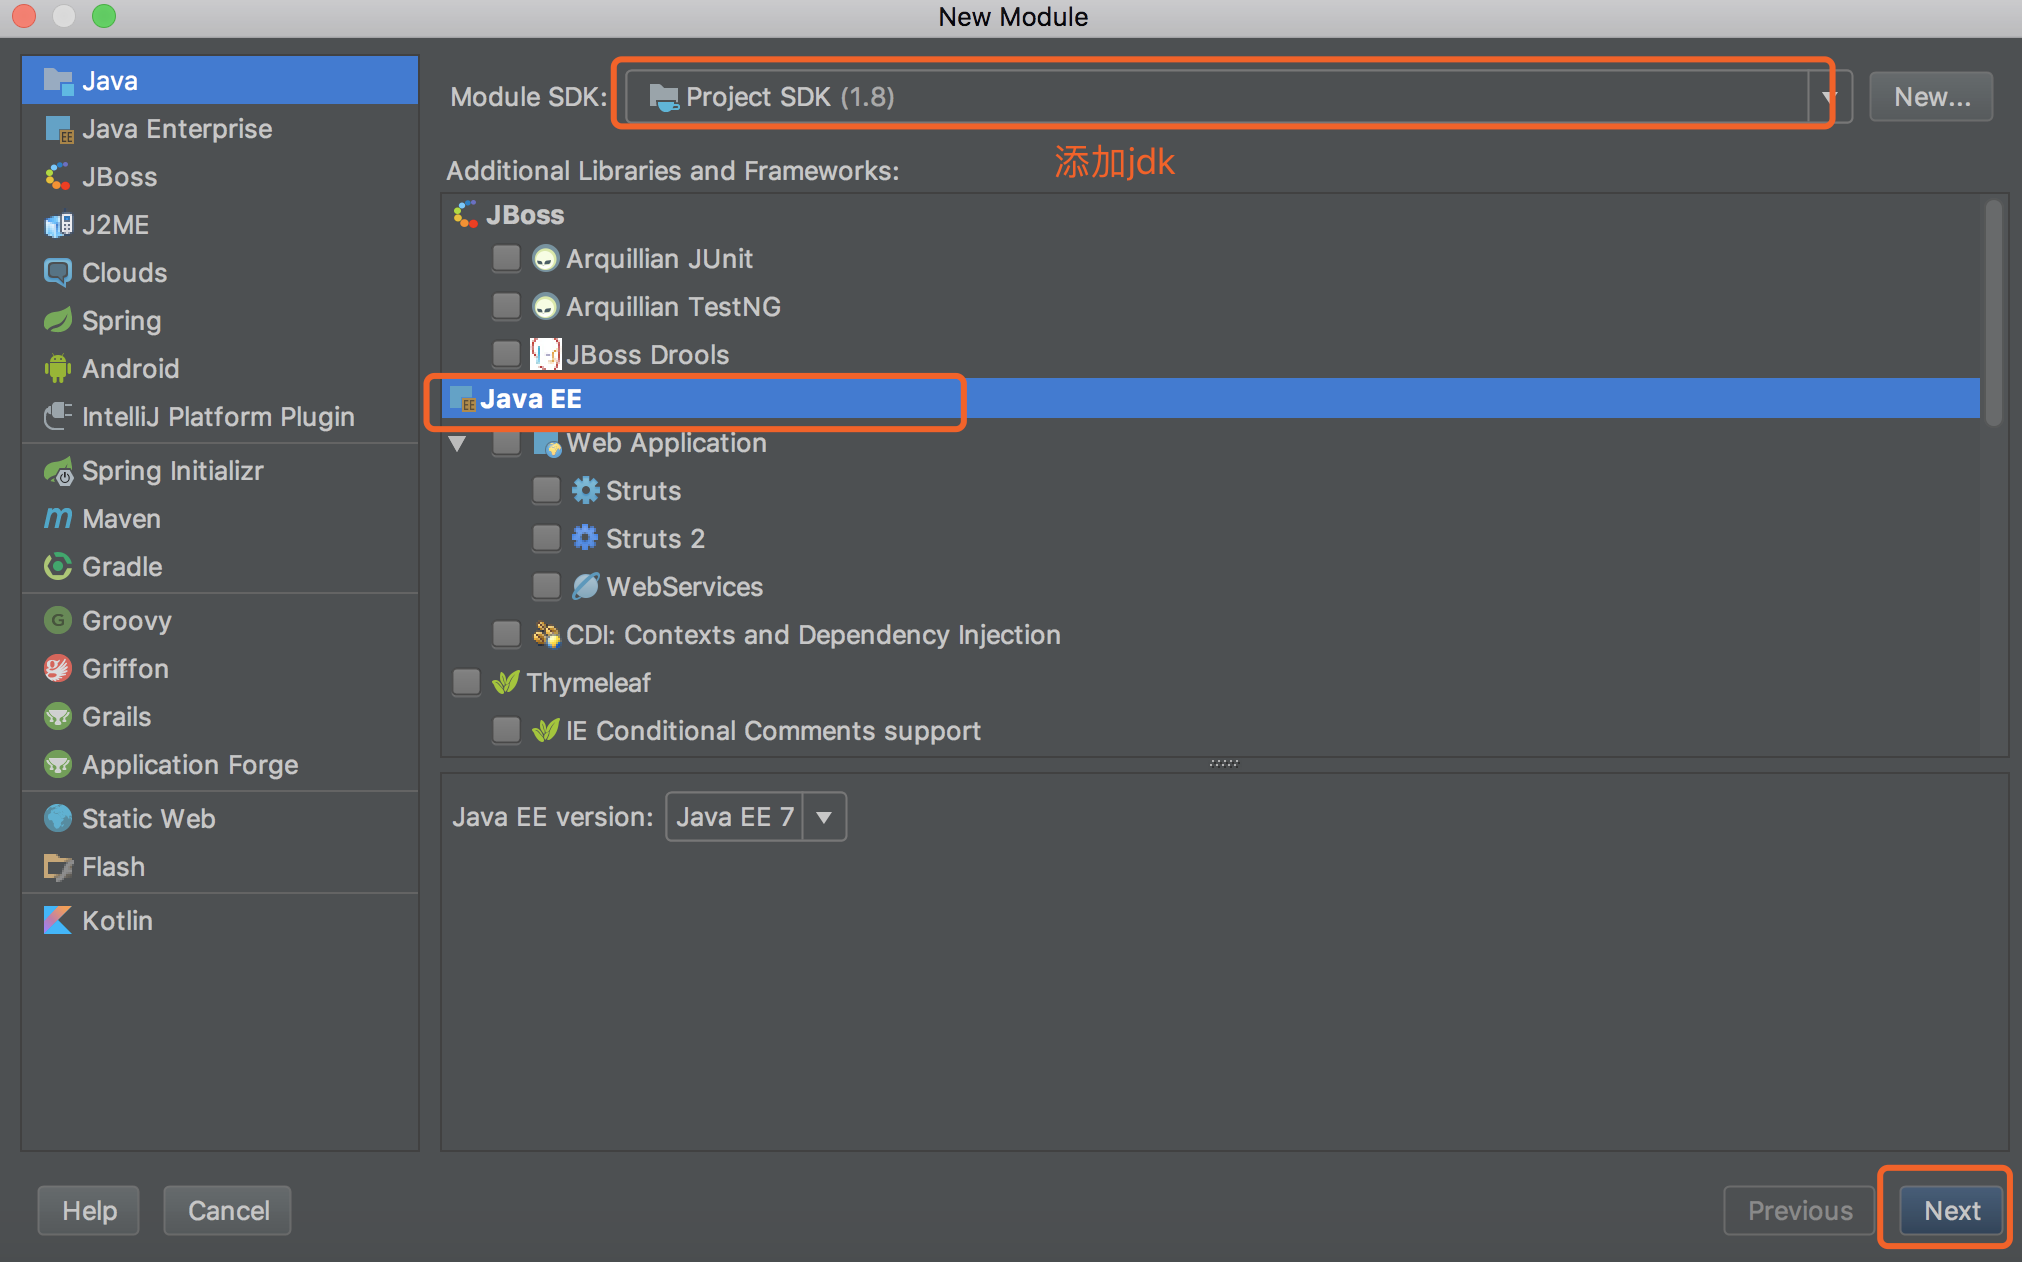 New Module
Java
Java Enterprise
JBoss
J2ME
Clouds
Spring
Android
IntelliJ Platform Plugin
Spring Initializr
Maven
Gradle
Groovy
Griffon
Grails
Application Forge
Static Web
Flash
Kotlin
Module SDK: Project SDK (1.8) New...
添加jdk
Additional Libraries and Frameworks:
JBoss
Arquillian JUnit
Arquillian TestNG
JBoss Drools
Java EE
Web Application
Struts
Struts 2
WebServices
CDI: Contexts and Dependency Injection
Thymeleaf
IE Conditional Comments support
Java EE version: Java EE 7
Help Cancel Previous Next